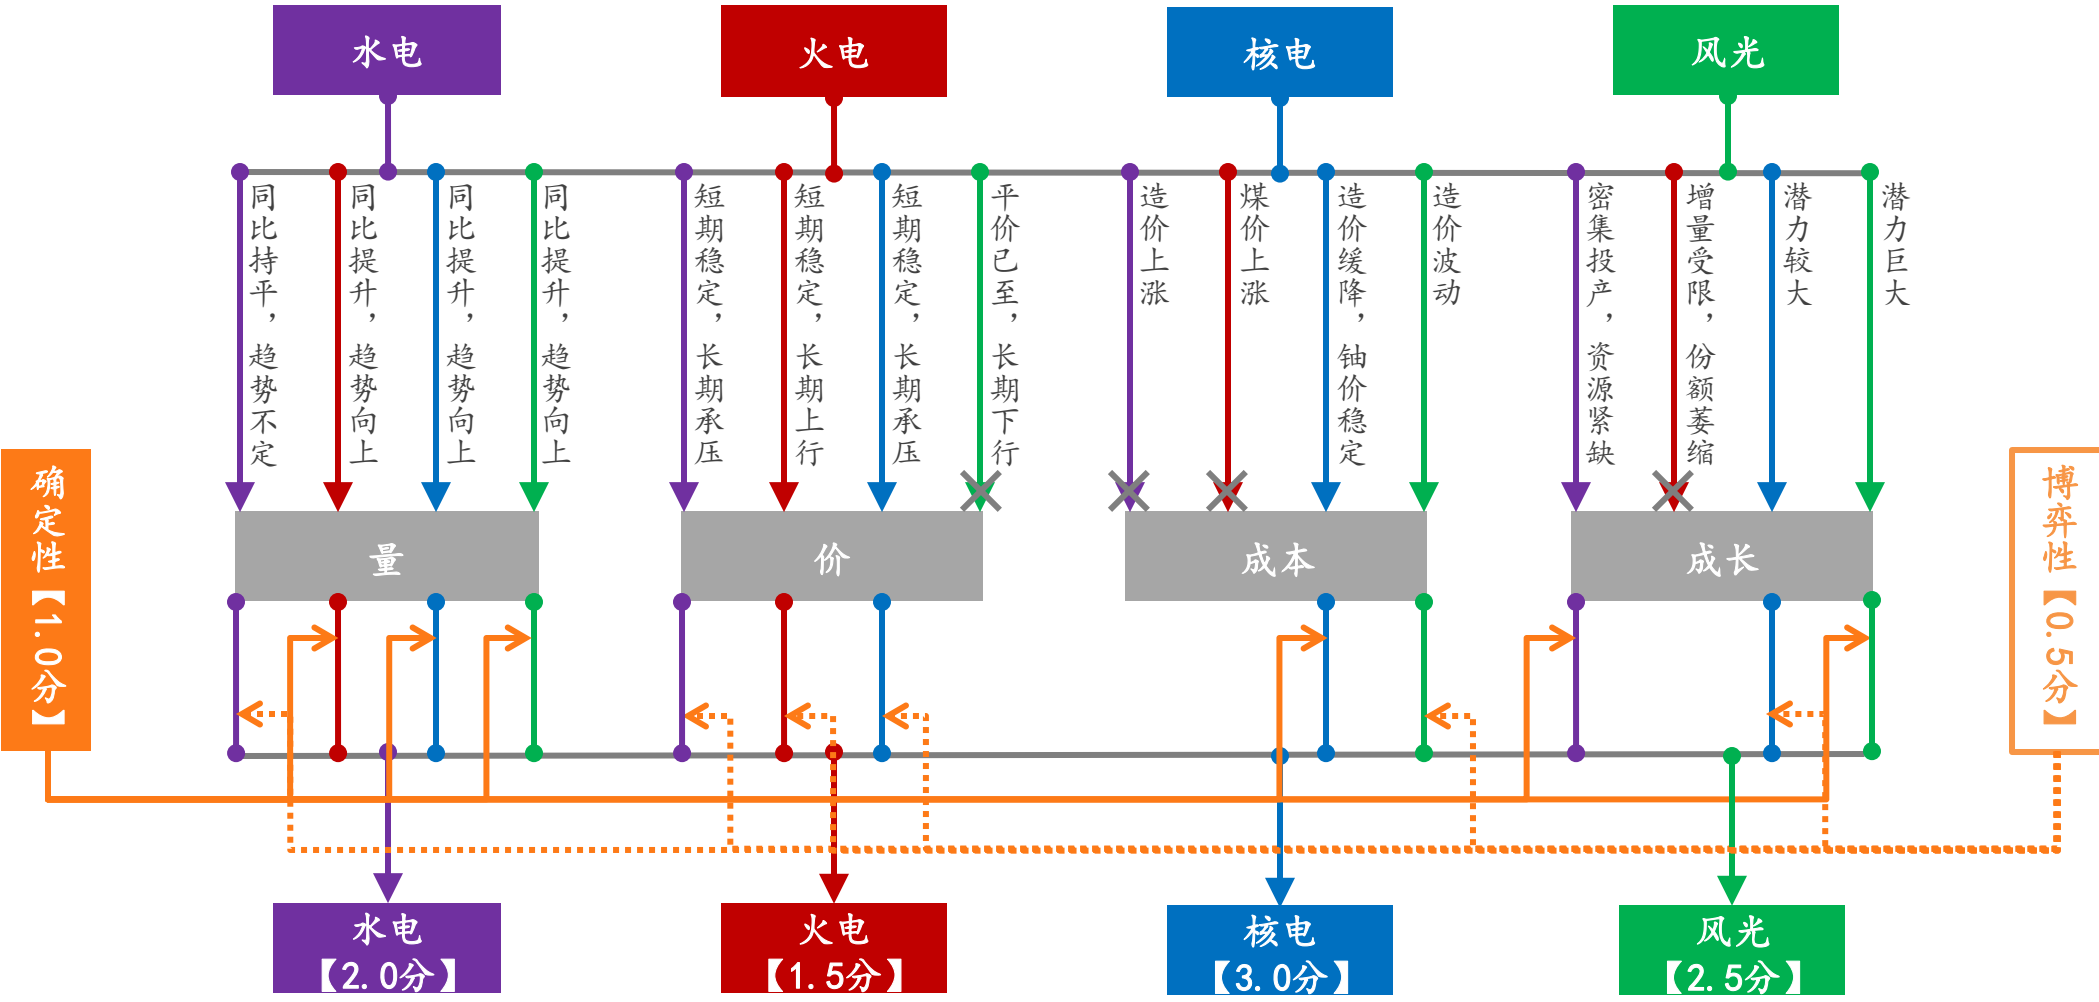 水电
火电
核电
风光
同比持平，趋势不定
同比提升，趋势向上
同比提升，趋势向上
同比提升，趋势向上
短期稳定，长期承压
短期稳定，长期上行
短期稳定，长期承压
平价已至，长期下行
造价上涨
煤价上涨
造价缓降，铀价稳定
造价波动
密集投产，资源紧缺
增量受限，份额萎缩
潜力较大
潜力巨大
确定性【1.0分】
量
价
成本
成长
博弈性【0.5分】
水电
【2.0分】
火电
【1.5分】
核电
【3.0分】
风光
【2.5分】